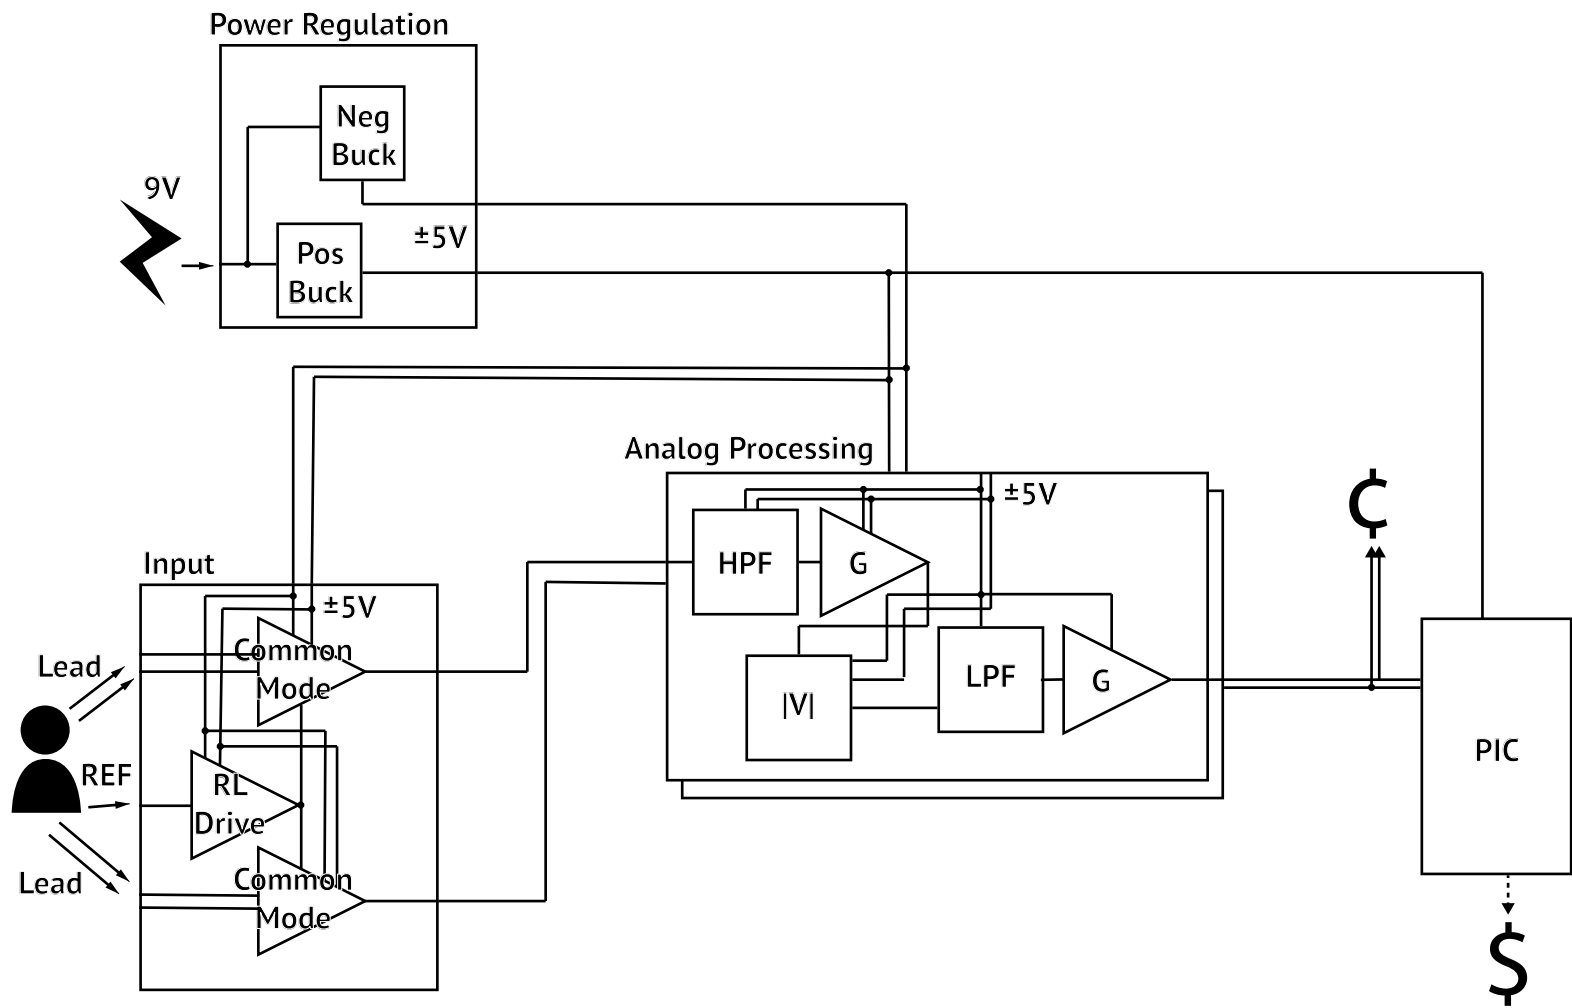 Power Regulation
Neg
Buck
9V
±5V
Pos
Buck
Analog Processing
±5V
HPF
G
¢
Input
±5V
Common
Mode
Lead
|V|
LPF
G
PIC
REF
RL
Drive
Lead
Common
Mode
$